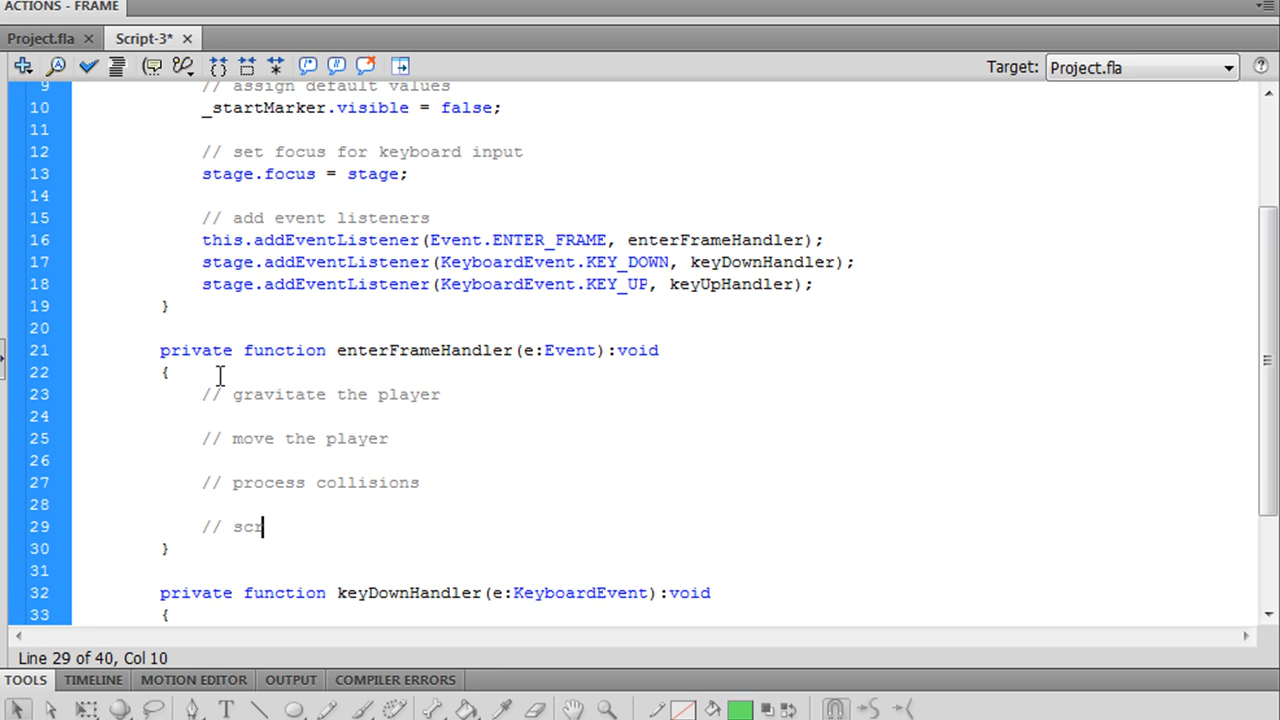 ACTIONS - FRAME
Project.fla × Script-3* ×
Target: Project.fla
9 // assign default values
10 _startMarker.visible = false;
11
12 // set focus for keyboard input
13 stage.focus = stage;
14
15 // add event listeners
16 this.addEventListener(Event.ENTER_FRAME, enterFrameHandler);
17 stage.addEventListener(KeyboardEvent.KEY_DOWN, keyDownHandler);
18 stage.addEventListener(KeyboardEvent.KEY_UP, keyUpHandler);
19 }
20
21 private function enterFrameHandler(e:Event):void
22 {
23 // gravitate the player
24
25 // move the player
26
27 // process collisions
28
29 // scr
30 }
31
32 private function keyDownHandler(e:KeyboardEvent):void
33 {
Line 29 of 40, Col 10
TOOLS TIMELINE MOTION EDITOR OUTPUT COMPILER ERRORS